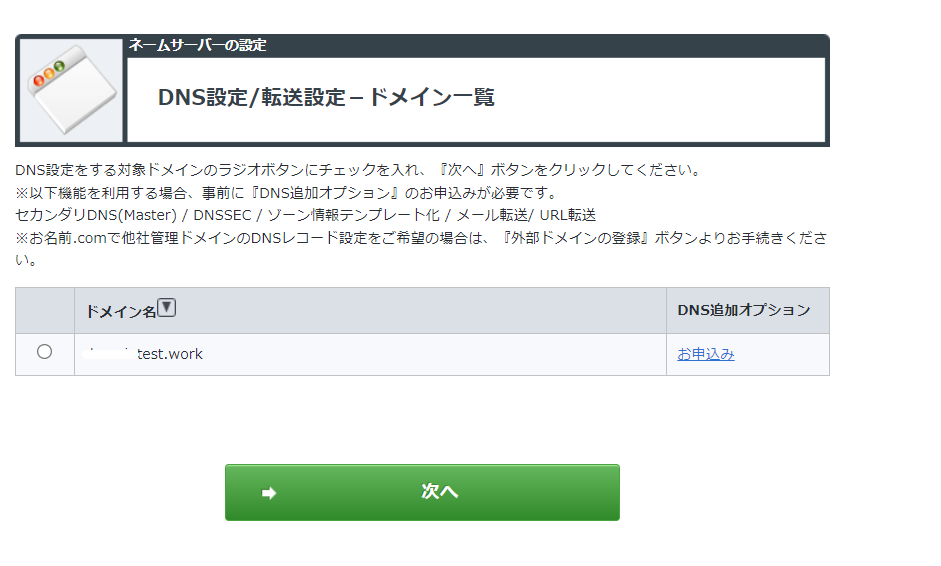 ネームサーバーの設定
DNS設定/転送設定－ドメイン一覧
DNS設定をする対象ドメインのラジオボタンにチェックを入れ、『次へ』ボタンをクリックしてください。
※以下機能を利用する場合、事前に『DNS追加オプション』のお申込みが必要です。
セカンダリDNS(Master) / DNSSEC / ゾーン情報テンプレート化 / メール転送/ URL転送
※お名前.comで他社管理ドメインのDNSレコード設定をご希望の場合は、『外部ドメインの登録』ボタンよりお手続きくださ
い。
ドメイン名▼ DNS追加オプション
test.work お申込み
次へ